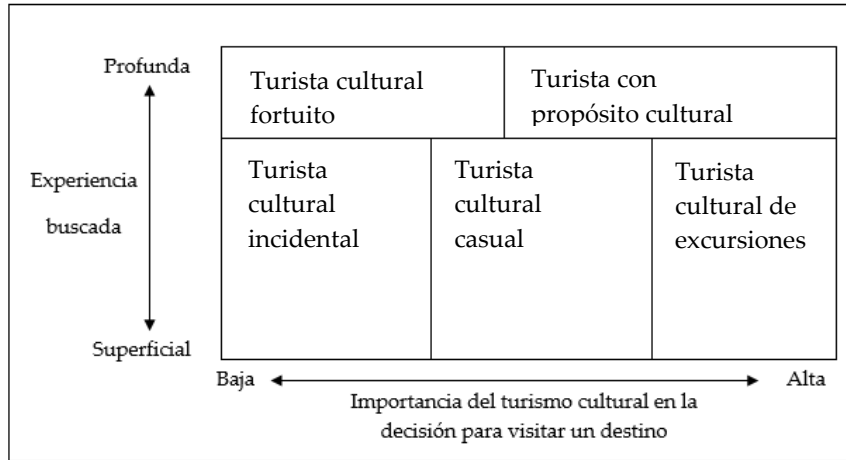 Profunda
Turista cultural
fortuito
Turista con
propósito cultural
Experiencia
buscada
Turista
cultural
incidental
Turista
cultural
casual
Turista
cultural de
excursiones
Superficial
Baja
Alta
Importancia del turismo cultural en la
decisión para visitar un destino